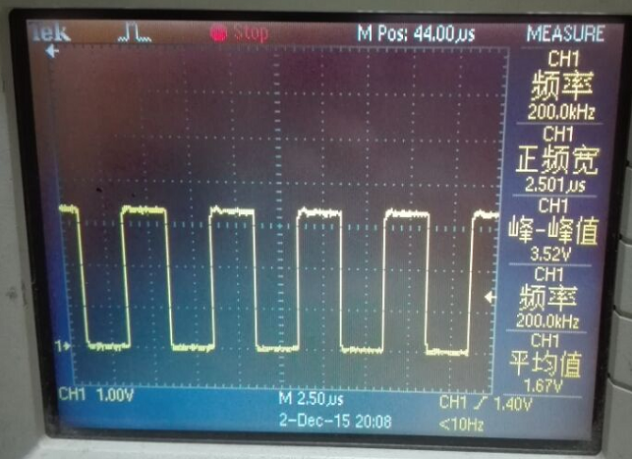 Tek Stop M Pos: 44.00µs MEASURE
CH1
频率
200.0kHz
CH1
正频宽
2.501µs
CH1
峰-峰值
3.52V
CH1
频率
200.0kHz
CH1
平均值
1.67V
1
CH1 1.00V M 2.50µs CH1 1.40V
2-Dec-15 20:08 <10Hz